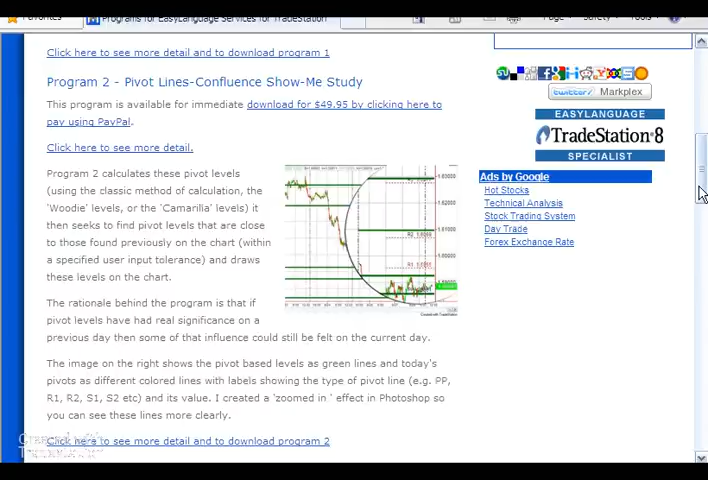 Favorites
Programs for EasyLanguage Services for TradeStation
Page
Safety
Tools
Click here to see more detail and to download program 1
Program 2 - Pivot Lines-Confluence Show-Me Study
This program is available for immediate download for $49.95 by clicking here to
pay using PayPal.
Click here to see more detail.
Program 2 calculates these pivot levels
(using the classic method of calculation, the
'Woodie' levels, or the 'Camarilla' levels) it
then seeks to find pivot levels that are close
to those found previously on the chart (within
a specified user input tolerance) and draws
these levels on the chart.
The rationale behind the program is that if
pivot levels have had real significance on a
previous day then some of that influence could still be felt on the current day.
The image on the right shows the pivot based levels as green lines and today's
pivots as different colored lines with labels showing the type of pivot line (e.g. PP,
R1, R2, S1, S2 etc) and its value. I created a 'zoomed in ' effect in Photoshop so
you can see these lines more clearly.
Click here to see more detail and to download program 2
twitter Markplex
EASYLANGUAGE
TradeStation 8
SPECIALIST
Ads by Google
Hot Stocks
Technical Analysis
Stock Trading System
Day Trade
Forex Exchange Rate